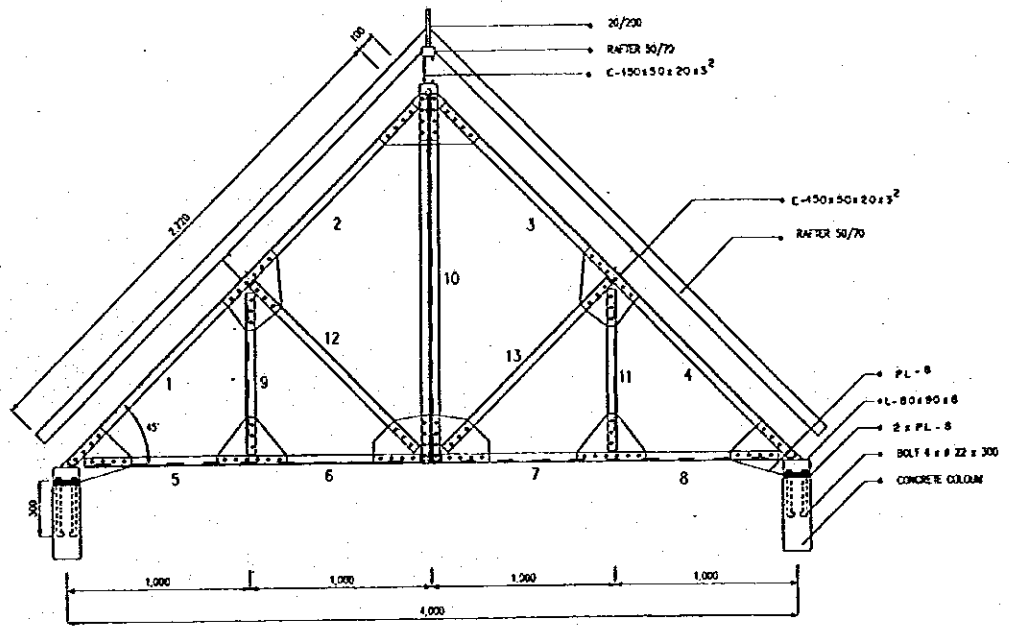 20/200
RAFTER 50/70
C-150x50x20x3²
100
2,720
C-150x50x20x3²
RAFTER 50/70
2
3
10
12
13
1
9
11
4
45°
PL-8
2 x PL-8
BOLT 4 x ø 22 x 300
CONCRETE COLOUM
5
6
7
8
300
1,000
1,000
1,000
1,000
4,000